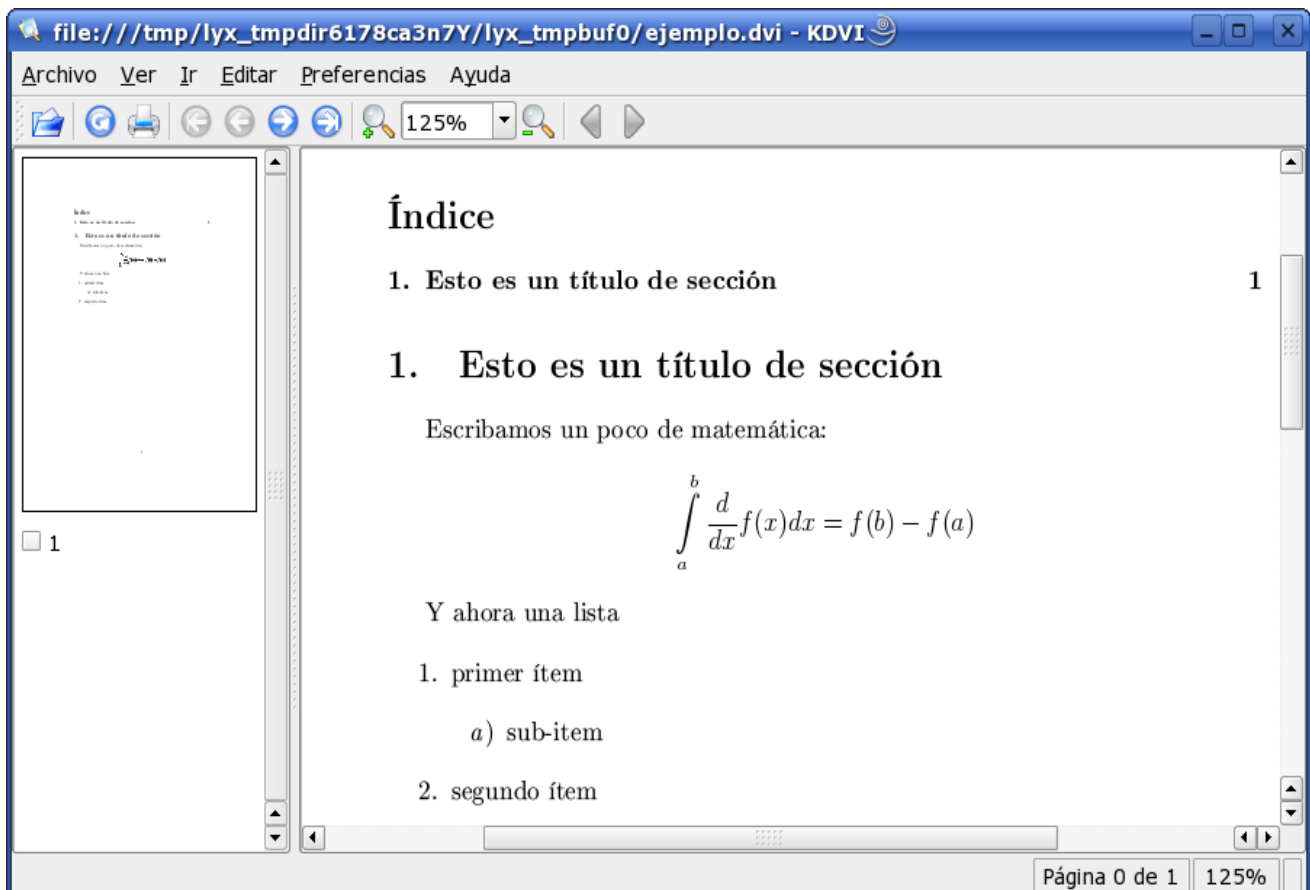 file:///tmp/lyx_tmpdir6178ca3n7Y/lyx_tmpbuf0/ejemplo.dvi - KDVI
Archivo Ver Ir Editar Preferencias Ayuda
125%
1
Índice
1. Esto es un título de sección 1
1. Esto es un título de sección
Escribamos un poco de matemática:
∫_a^b d/dx f(x)dx = f(b) − f(a)
Y ahora una lista
1. primer ítem
a) sub-item
2. segundo ítem
Página 0 de 1 125%